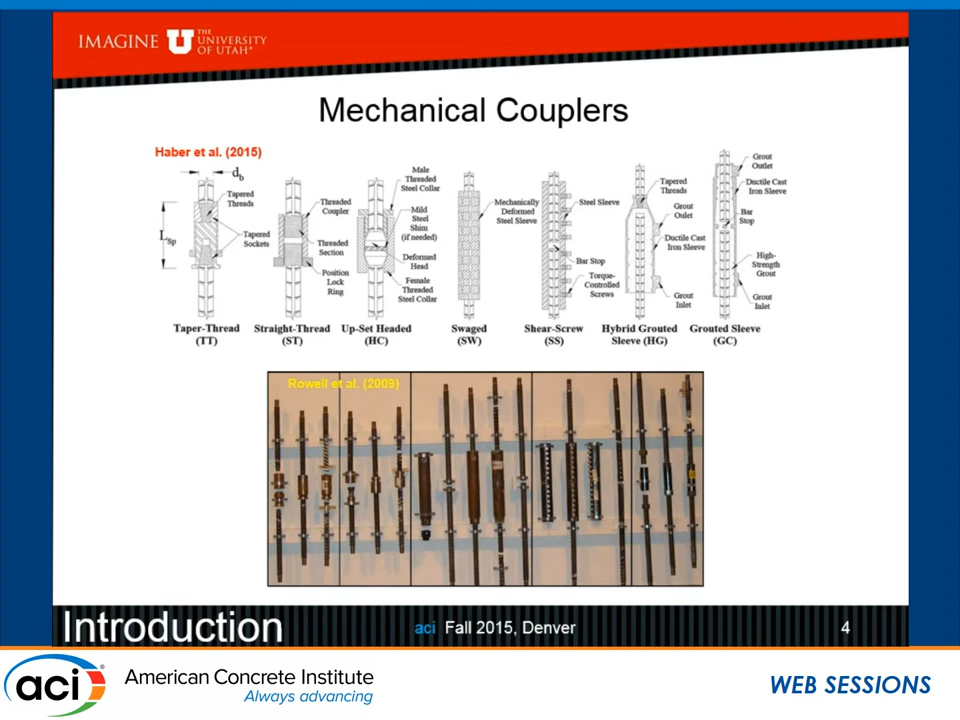 IMAGINE U THE UNIVERSITY OF UTAH®
Mechanical Couplers
Haber et al. (2015)
db
Tapered Threads
LSp
Tapered Sockets
Taper-Thread (TT)
Threaded Coupler
Threaded Section
Position Lock Ring
Straight-Thread (ST)
Male Threaded Steel Collar
Mild Steel Shim (if needed)
Deformed Head
Female Threaded Steel Collar
Up-Set Headed (HC)
Mechanically Deformed Steel Sleeve
Swaged (SW)
Steel Sleeve
Bar Stop
Torque-Controlled Screws
Shear-Screw (SS)
Tapered Threads
Grout Oulet
Ductile Cast Iron Sleeve
Grout Inlet
Hybrid Grouted Sleeve (HG)
Grout Outlet
Ductile Cast Iron Sleeve
Bar Stop
High-Strength Grout
Grout Inlet
Grouted Sleeve (GC)
Rowell et al. (2009)
Introduction
aci Fall 2015, Denver
4
aci®
American Concrete Institute
Always advancing
WEB SESSIONS